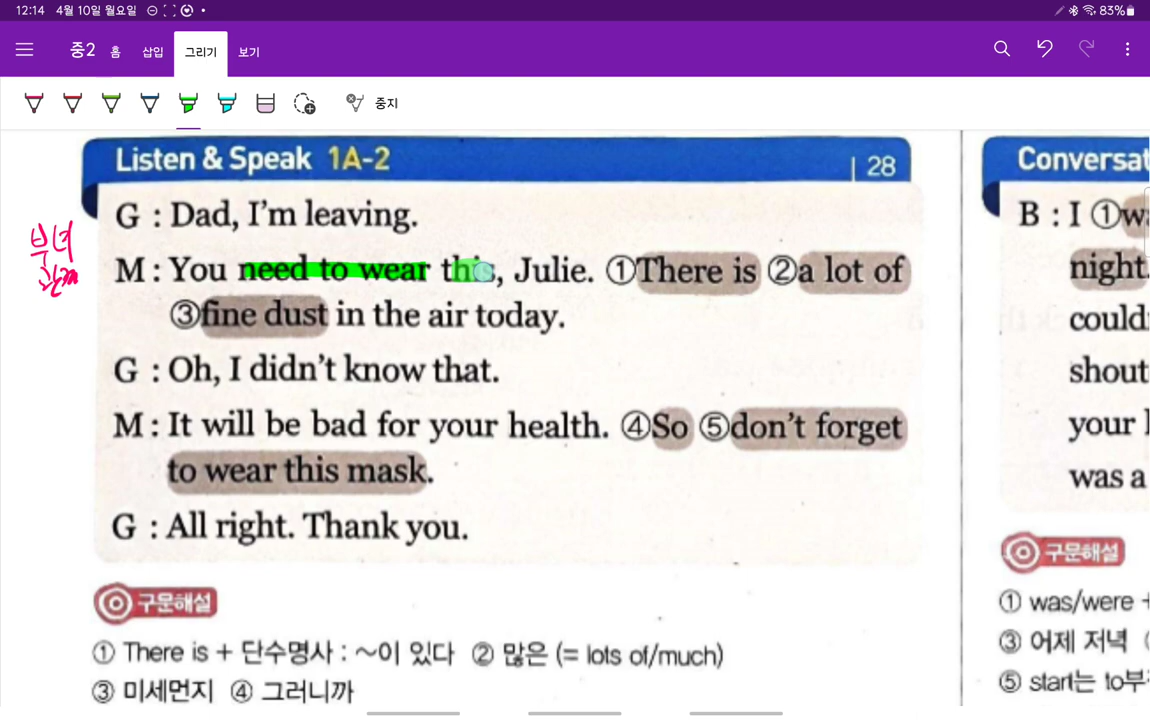 12:14 4월 10일 월요일
83%
중2 홈 삽입 그리기 보기
중지
Listen & Speak 1A-2 | 28
G : Dad, I'm leaving.
부녀
관계
M : You need to wear this, Julie. ①There is ②a lot of
③fine dust in the air today.
G : Oh, I didn't know that.
M : It will be bad for your health. ④So ⑤don't forget
to wear this mask.
G : All right. Thank you.
구문해설
① There is + 단수명사 : ~이 있다 ② 많은 (= lots of/much)
③ 미세먼지 ④ 그러니까
Conversat
B : I ①wa
night.
could
shout
your
was a
구문해설
① was/were +
③ 어제 저녁
⑤ start는 to부